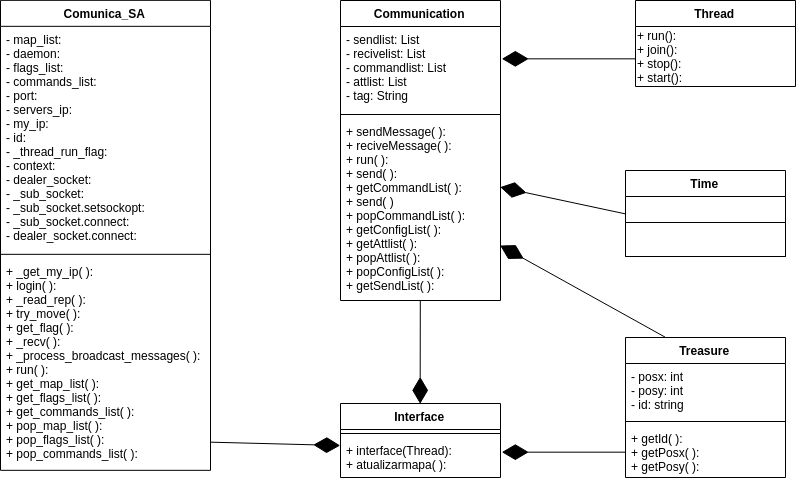 Comunica_SA
- map_list:
- daemon:
- flags_list:
- commands_list:
- port:
- servers_ip:
- my_ip:
- id:
- _thread_run_flag:
- context:
- dealer_socket:
- _sub_socket:
- _sub_socket.setsockopt:
- _sub_socket.connect:
- dealer_socket.connect:
+ _get_my_ip( ):
+ login( ):
+ _read_rep( ):
+ try_move( ):
+ get_flag( ):
+ _recv( ):
+ _process_broadcast_messages( ):
+ run( ):
+ get_map_list( ):
+ get_flags_list( ):
+ get_commands_list( ):
+ pop_map_list( ):
+ pop_flags_list( ):
+ pop_commands_list( ):
Communication
- sendlist: List
- recivelist: List
- commandlist: List
- attlist: List
- tag: String
+ sendMessage( ):
+ reciveMessage( ):
+ run( ):
+ send( ):
+ getCommandList( ):
+ send( )
+ popCommandList( ):
+ getConfigList( ):
+ getAttlist( ):
+ popAttlist( ):
+ popConfigList( ):
+ getSendList( ):
Thread
+ run():
+ join():
+ stop():
+ start():
Time
Treasure
- posx: int
- posy: int
- id: string
+ getId( ):
+ getPosx( ):
+ getPosy( ):
Interface
+ interface(Thread):
+ atualizarmapa( ):